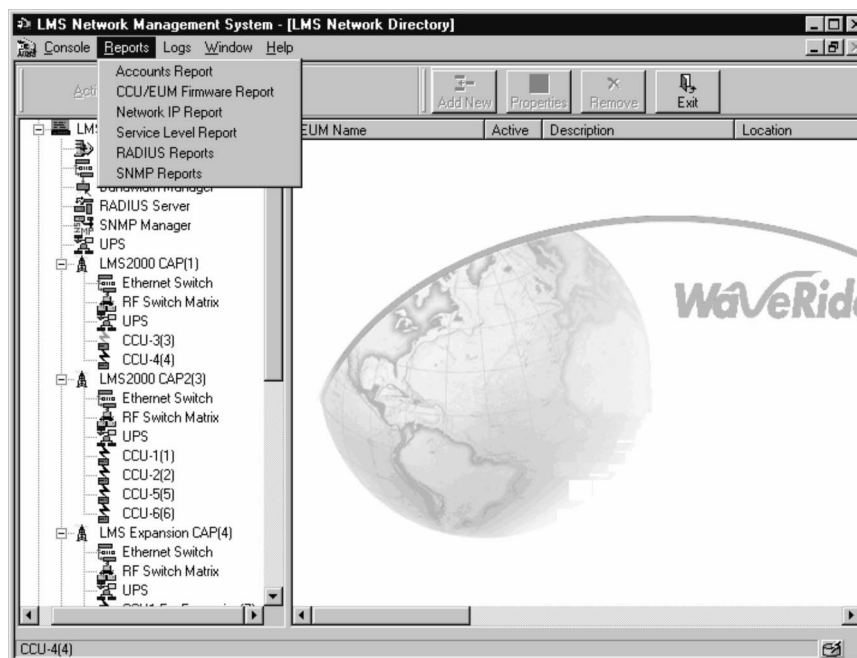 LMS Network Management System - [LMS Network Directory]
Console Reports Logs Window Help
Accounts Report
CCU/EUM Firmware Report
Network IP Report
Service Level Report
RADIUS Reports
SNMP Reports
Add New Properties Remove Exit
EUM Name Active Description Location
LMS
Bandwidth Manager
RADIUS Server
SNMP Manager
UPS
LMS2000 CAP(1)
Ethernet Switch
RF Switch Matrix
UPS
CCU-3(3)
CCU-4(4)
LMS2000 CAP2(3)
Ethernet Switch
RF Switch Matrix
UPS
CCU-1(1)
CCU-2(2)
CCU-5(5)
CCU-6(6)
LMS Expansion CAP(4)
Ethernet Switch
RF Switch Matrix
UPS
WaveRide
CCU-4(4)